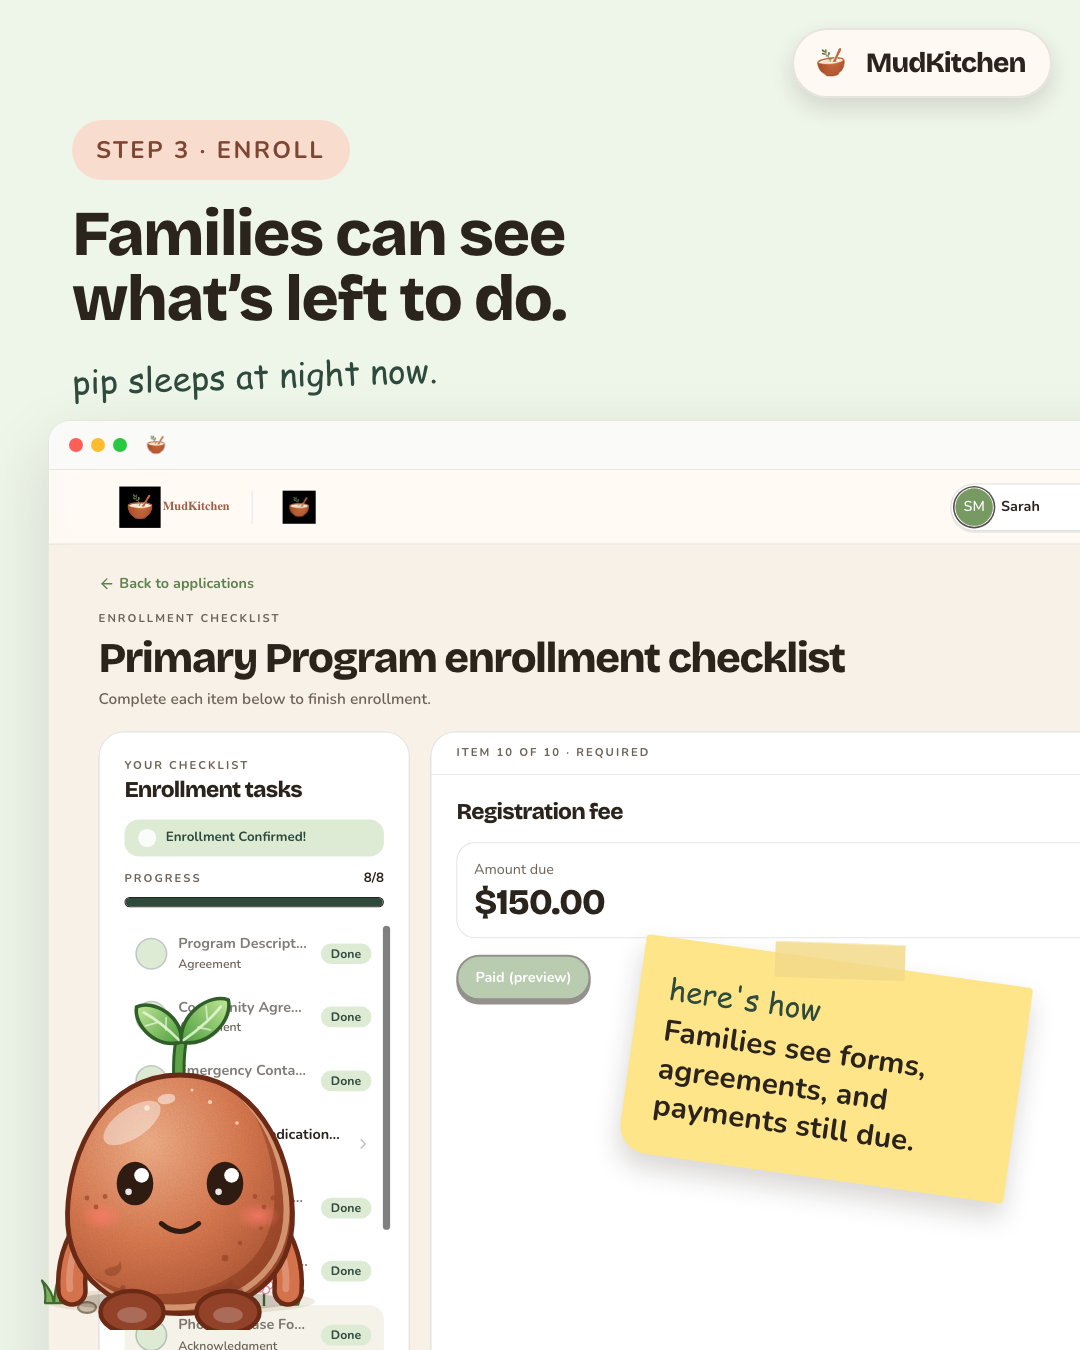 MudKitchen
STEP 3 · ENROLL
Families can see
what's left to do.
pip sleeps at night now.
MudKitchen
SM Sarah
← Back to applications
ENROLLMENT CHECKLIST
Primary Program enrollment checklist
Complete each item below to finish enrollment.
YOUR CHECKLIST
Enrollment tasks
Enrollment Confirmed!
PROGRESS 8/8
Program Descript... Done
Agreement
Agre... Done
Conta... Done
Done
Done
Done
Acknowledgment
ITEM 10 OF 10 · REQUIRED
Registration fee
Amount due
$150.00
Paid (preview)
here's how
Families see forms,
agreements, and
payments still due.